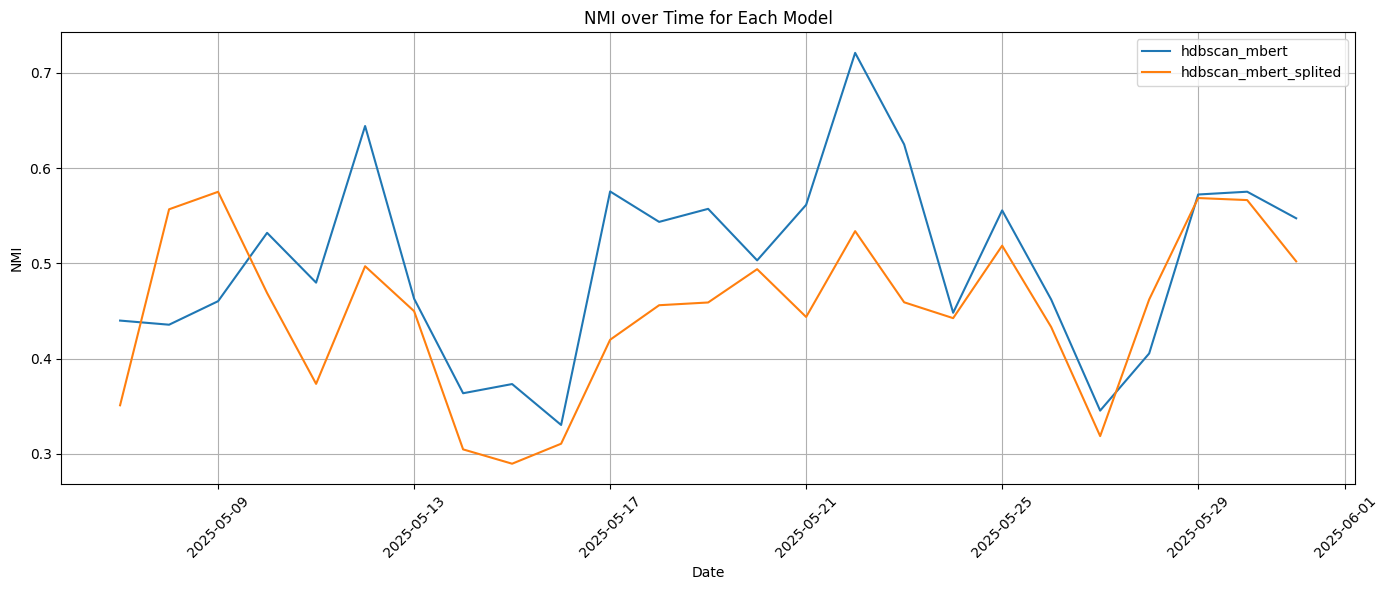 NMI over Time for Each Model
hdbscan_mbert
hdbscan_mbert_splited
NMI
0.7
0.6
0.5
0.4
0.3
2025-05-09
2025-05-13
2025-05-17
2025-05-21
2025-05-25
2025-05-29
2025-06-01
Date